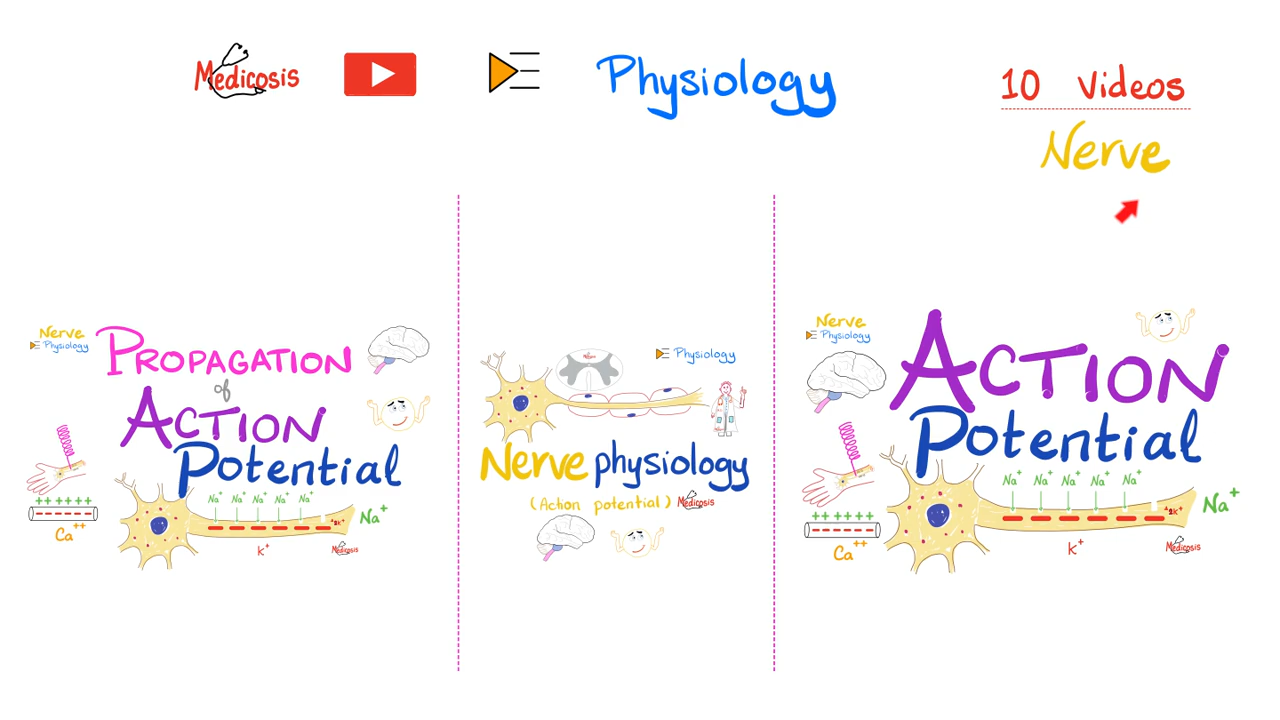 Medicosis Physiology 10 Videos
Nerve
Nerve
Physiology
PROPAGATION
of
ACTION
Potential
++++++
Ca++
Na+ Na+ Na+ Na+ Na+
Na+
K+
Medicosis
Physiology
Nerve physiology
(Action potential) Medicosis
Nerve
Physiology
ACTION
Potential
++++++
Ca++
Na+ Na+ Na+ Na+ Na+
Na+
K+
Medicosis